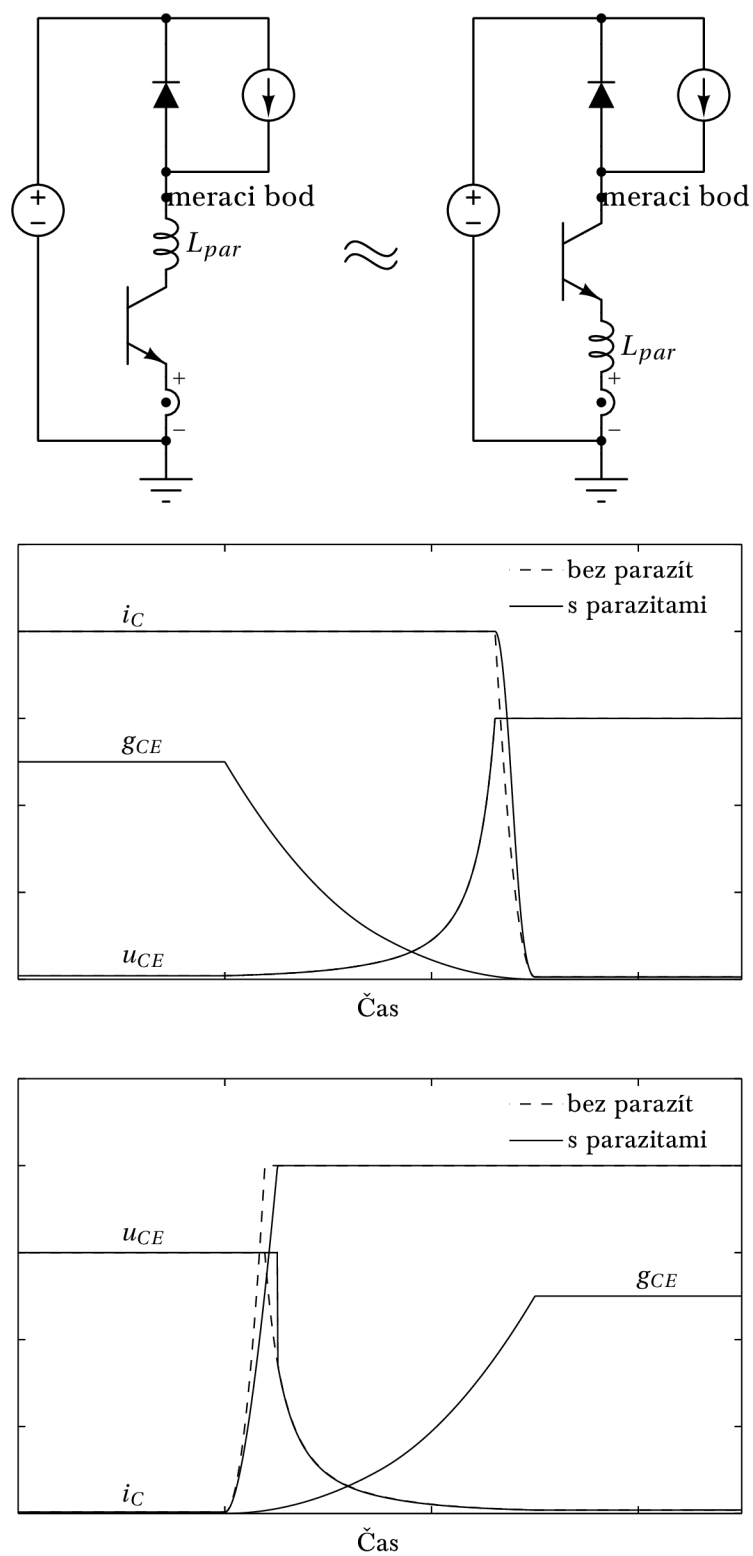 meraci bod
L_par
+
−
+
−
≈
meraci bod
L_par
+
−
+
−
bez parazít
s parazitami
i_C
g_CE
u_CE
Čas
bez parazít
s parazitami
u_CE
g_CE
i_C
Čas